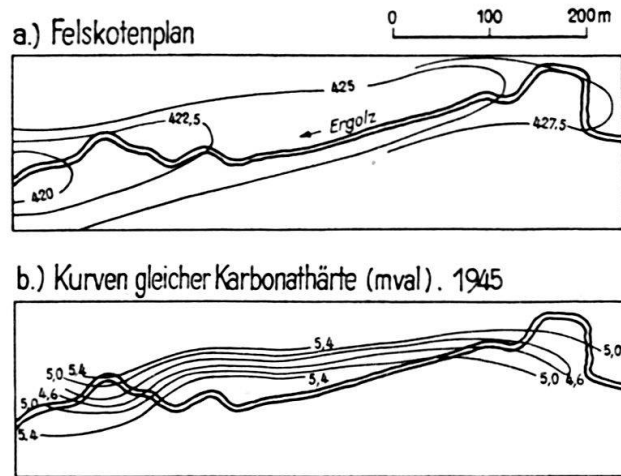 0 100 200 m
a.) Felskotenplan
425
422,5
Ergolz
427.5
420
b.) Kurven gleicher Karbonathärte (mval). 1945
5,4
5,0 5.4
5,0
5,0 4,6
5,4
5,0 4,6
5.4